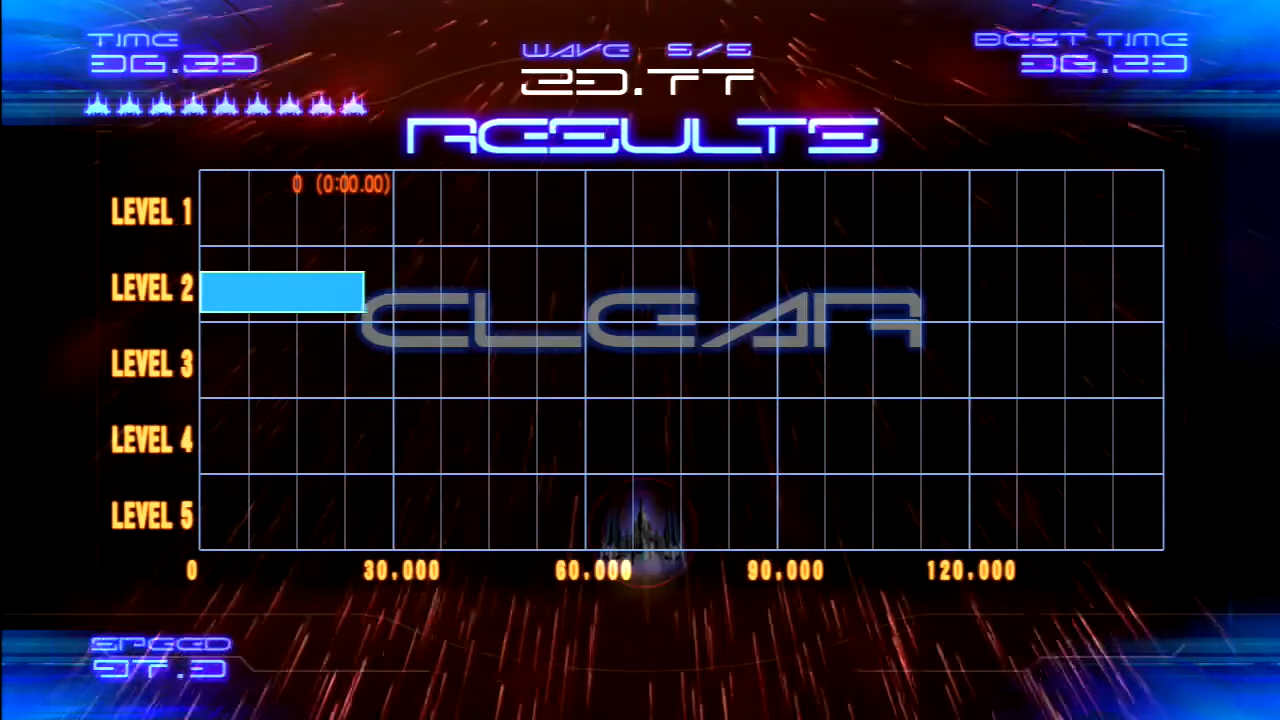 TIME
36.23
WAVE 5/5
23.77
BEST TIME
36.23
RESULTS
0 (0:00.00)
LEVEL 1
LEVEL 2
CLEAR
LEVEL 3
LEVEL 4
LEVEL 5
0 30,000 60,000 90,000 120,000
SPEED
97.3